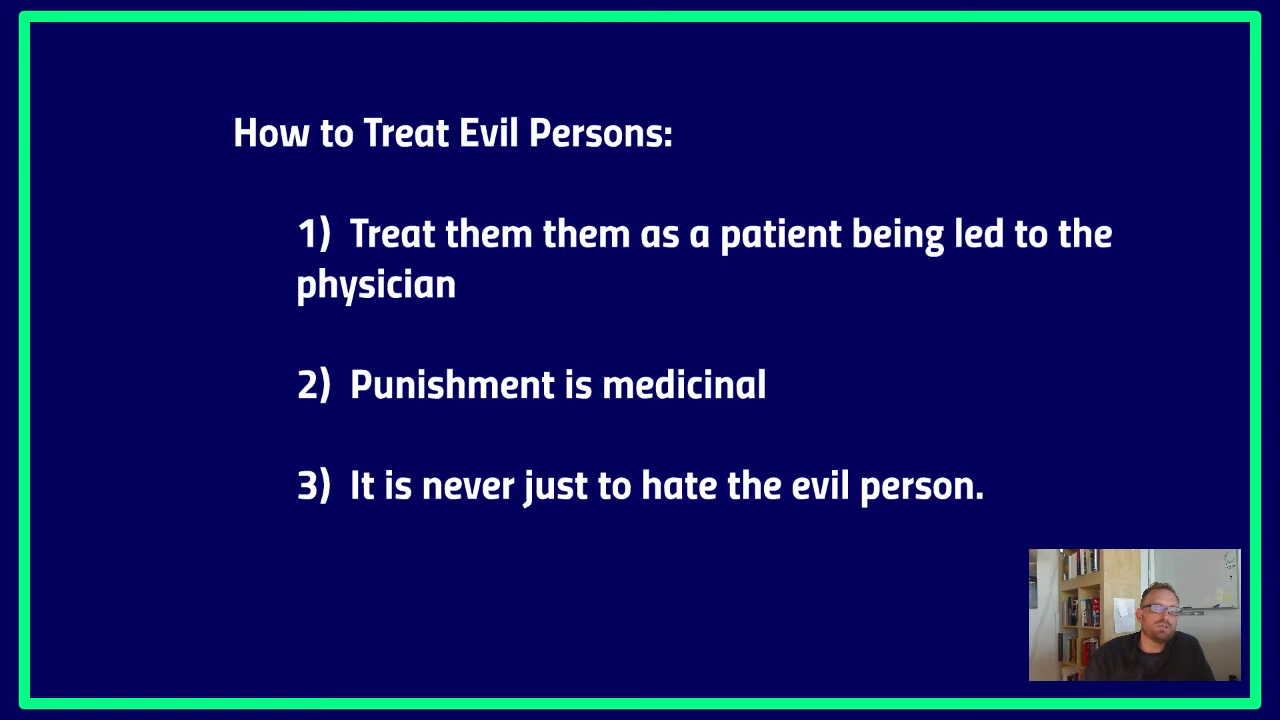 How to Treat Evil Persons:
1) Treat them them as a patient being led to the
physician
2) Punishment is medicinal
3) It is never just to hate the evil person.